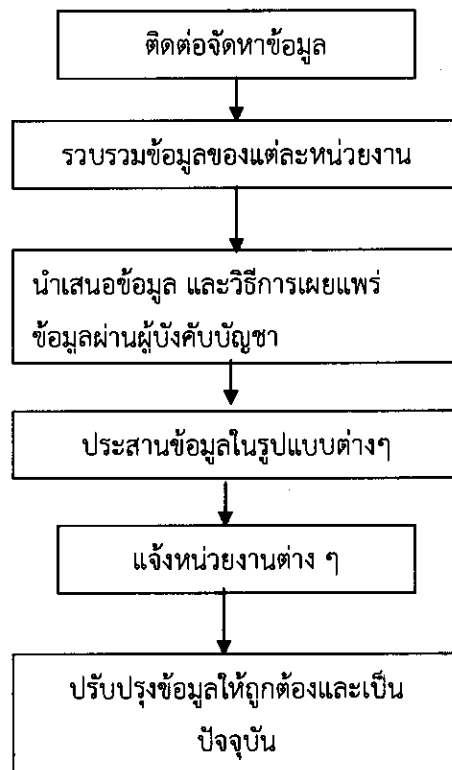 ติดต่อจัดหาข้อมูล
รวบรวมข้อมูลของแต่ละหน่วยงาน
นำเสนอข้อมูล และวิธีการเผยแพร่
ข้อมูลผ่านผู้บังคับบัญชา
ประสานข้อมูลในรูปแบบต่างๆ
แจ้งหน่วยงานต่าง ๆ
ปรับปรุงข้อมูลให้ถูกต้องและเป็น
ปัจจุบัน